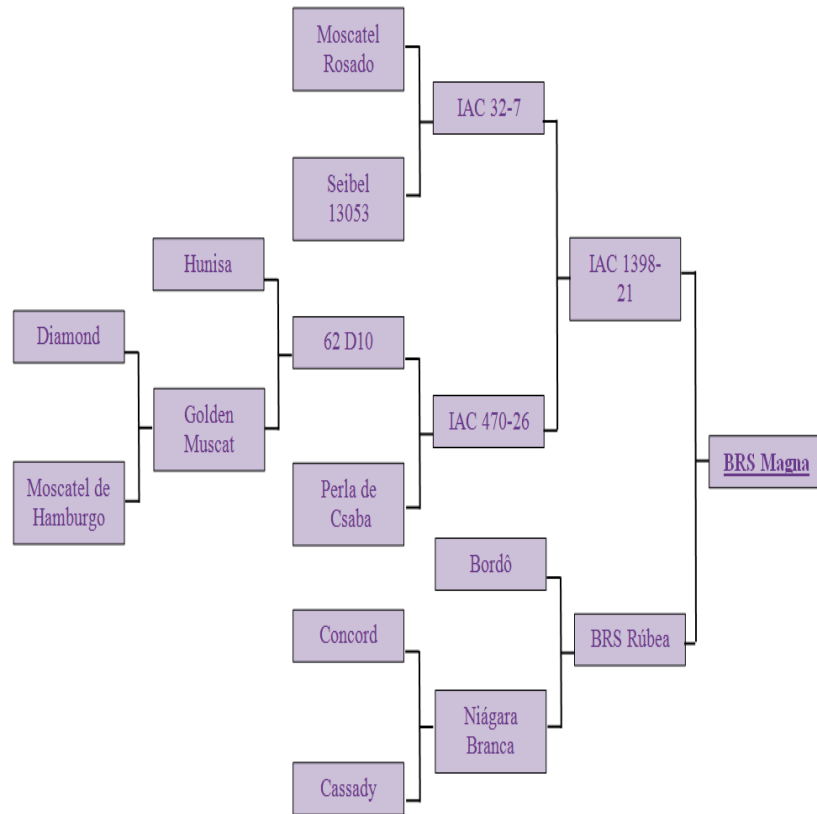 Moscatel
Rosado
IAC 32-7
Seibel
13053
Hunisa
IAC 1398-
21
Diamond
62 D10
Golden
Muscat
IAC 470-26
BRS Magna
Moscatel de
Hamburgo
Perla de
Csaba
Bordô
Concord
BRS Rúbea
Niágara
Branca
Cassady